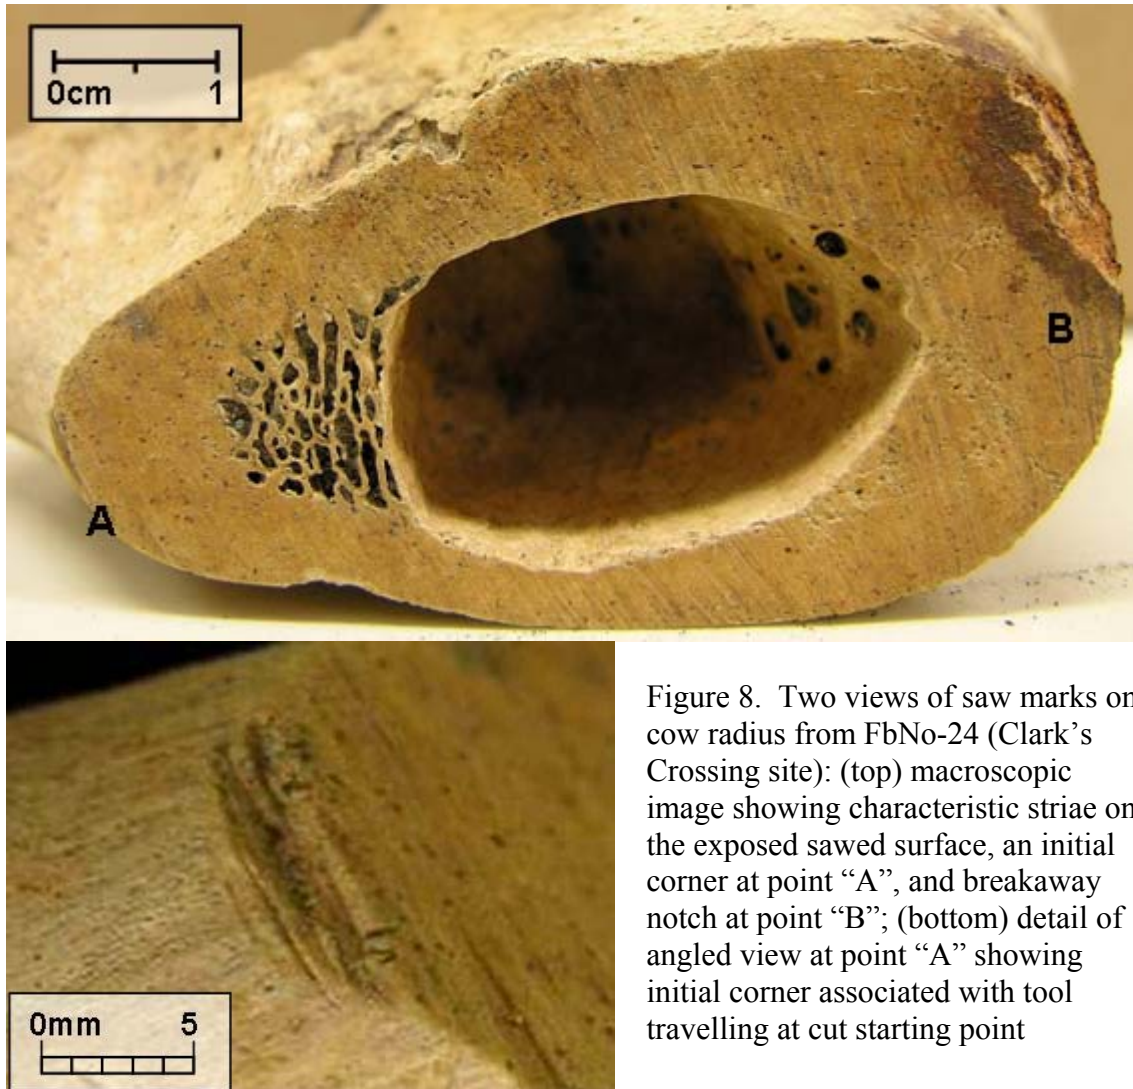 0cm 1
B
A
0mm 5
Figure 8. Two views of saw marks on
cow radius from FbNo-24 (Clark’s
Crossing site): (top) macroscopic
image showing characteristic striae on
the exposed sawed surface, an initial
corner at point “A”, and breakaway
notch at point “B”; (bottom) detail of
angled view at point “A” showing
initial corner associated with tool
travelling at cut starting point